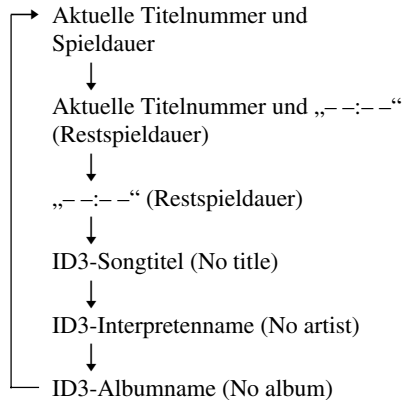 Aktuelle Titelnummer und
Spieldauer
Aktuelle Titelnummer und „– –:– –“
(Restspieldauer)
„– –:– –“ (Restspieldauer)
ID3-Songtitel (No title)
ID3-Interpretenname (No artist)
ID3-Albumname (No album)